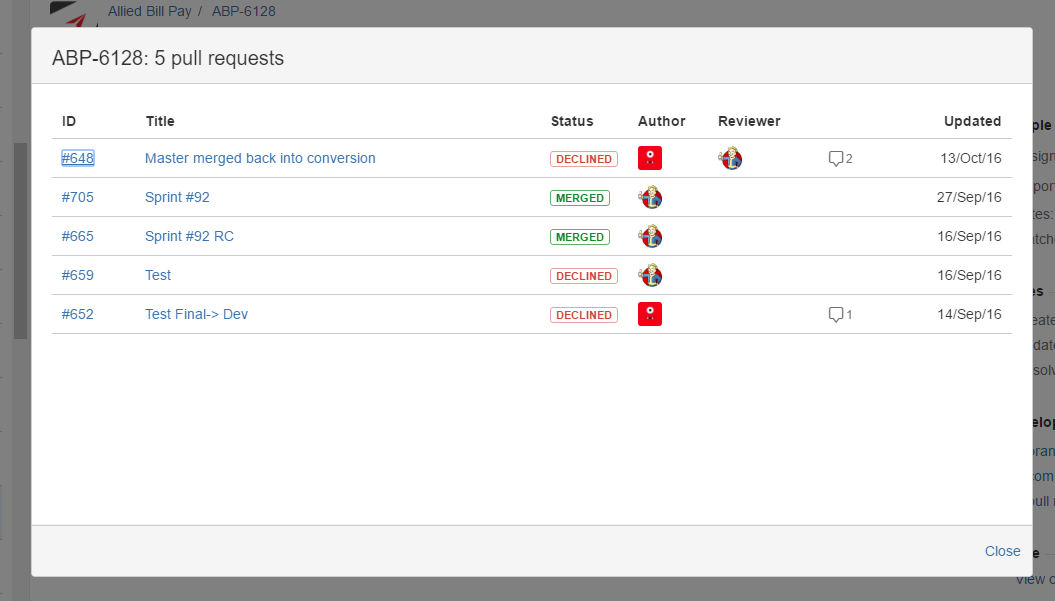 Allied Bill Pay / ABP-6128
ABP-6128: 5 pull requests
ID Title Status Author Reviewer Updated
#648 Master merged back into conversion DECLINED 2 13/Oct/16
#705 Sprint #92 MERGED 27/Sep/16
#665 Sprint #92 RC MERGED 16/Sep/16
#659 Test DECLINED 16/Sep/16
#652 Test Final-> Dev DECLINED 1 14/Sep/16
Close